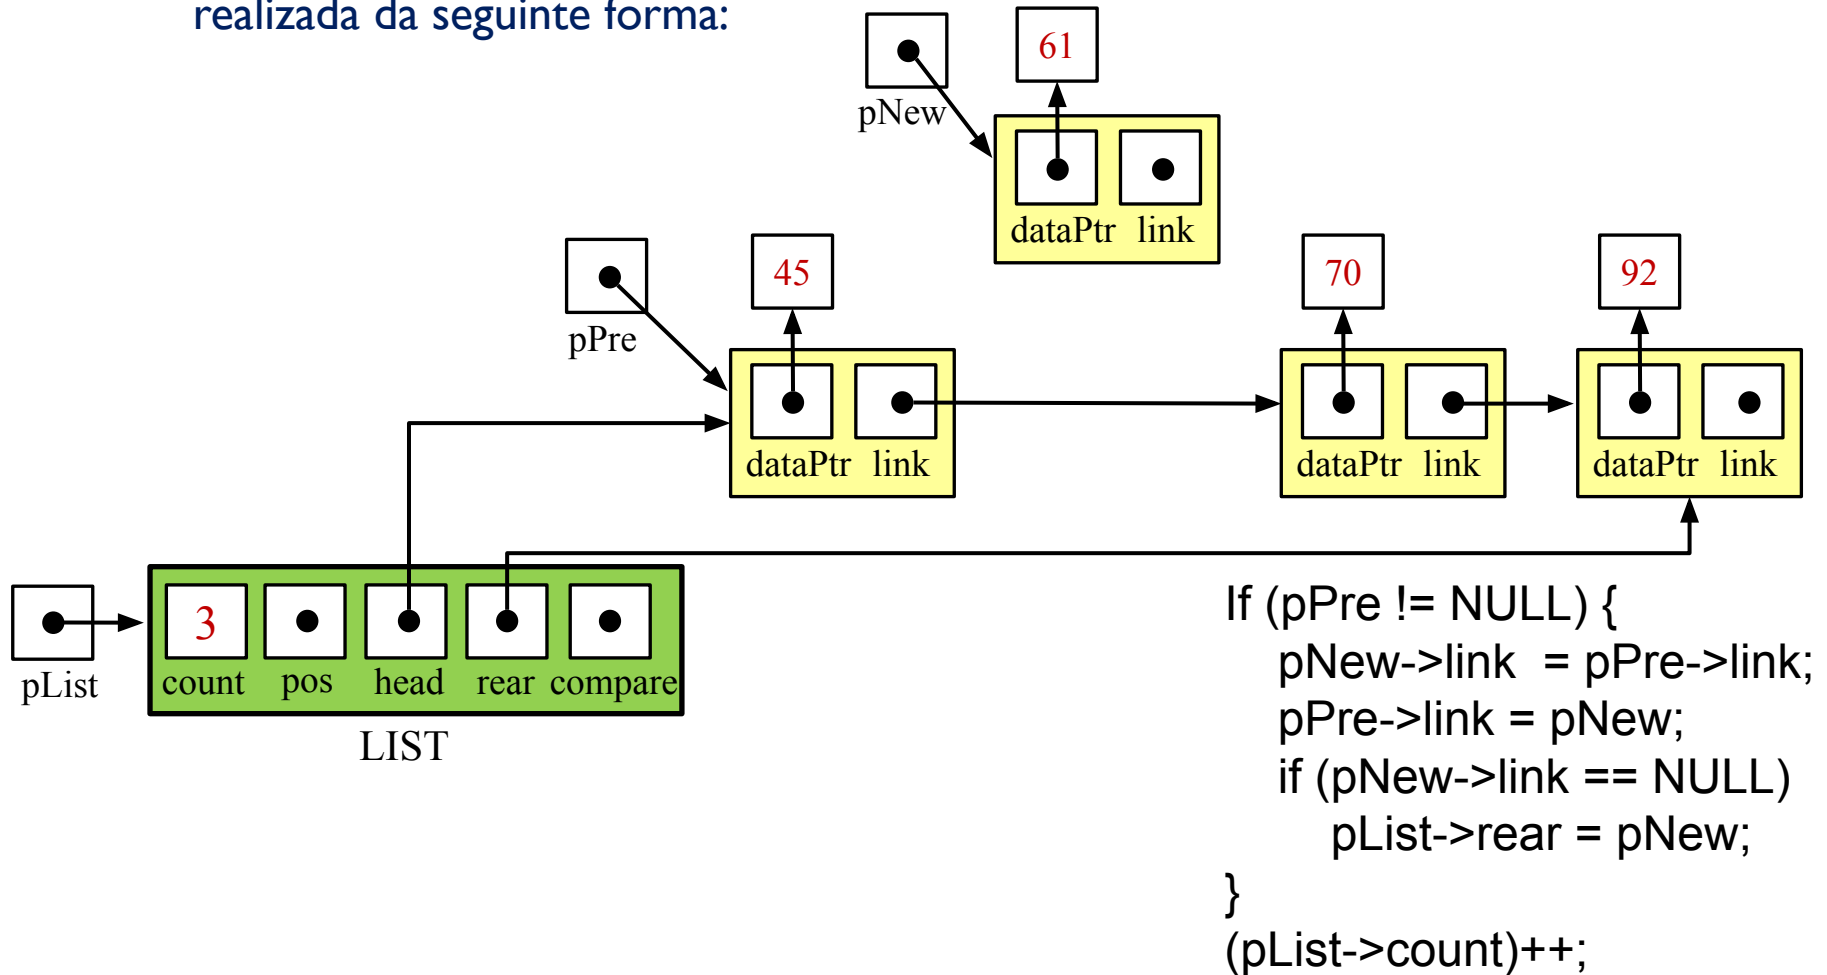 realizada da seguinte forma:
61
pNew
dataPtr link
45
70
92
pPre
dataPtr link
dataPtr link
dataPtr link
3
pList
count pos head rear compare
LIST
If (pPre != NULL) {
pNew->link = pPre->link;
pPre->link = pNew;
if (pNew->link == NULL)
pList->rear = pNew;
}
(pList->count)++;